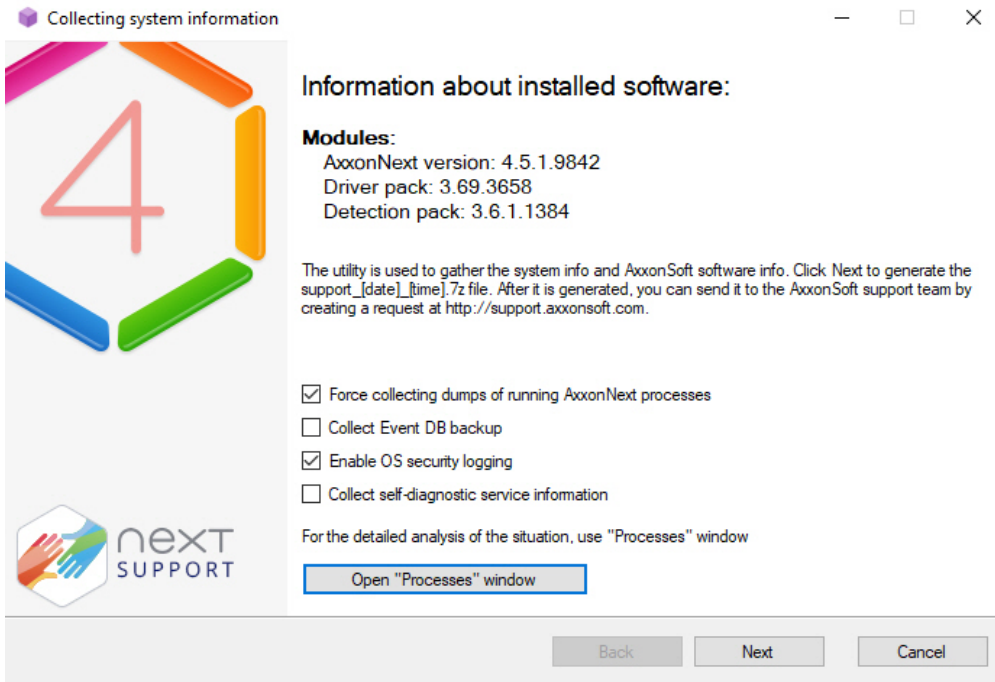 Collecting system information
4
Information about installed software:
Modules:
AxxonNext version: 4.5.1.9842
Driver pack: 3.69.3658
Detection pack: 3.6.1.1384
The utility is used to gather the system info and AxxonSoft software info. Click Next to generate the
support_[date]_[time].7z file. After it is generated, you can send it to the AxxonSoft support team by
creating a request at http://support.axxonsoft.com.
Force collecting dumps of running AxxonNext processes
Collect Event DB backup
Enable OS security logging
Collect self-diagnostic service information
For the detailed analysis of the situation, use "Processes" window
Open "Processes" window
next
SUPPORT
Back
Next
Cancel